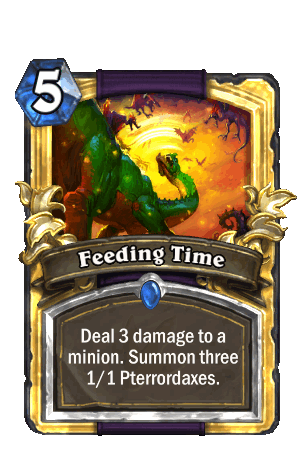 5
Feeding Time
Deal 3 damage to a
minion. Summon three
1/1 Pterrordaxes.